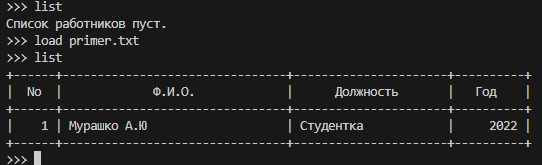 >>> list
Список работников пуст.
>>> load primer.txt
>>> list
+------+------------------------------+----------------------+----------+
|  No  |            Ф.И.О.            |      Должность       |   Год    |
+------+------------------------------+----------------------+----------+
|    1 | Мурашко А.Ю                  | Студентка            |     2022 |
+------+------------------------------+----------------------+----------+
>>>